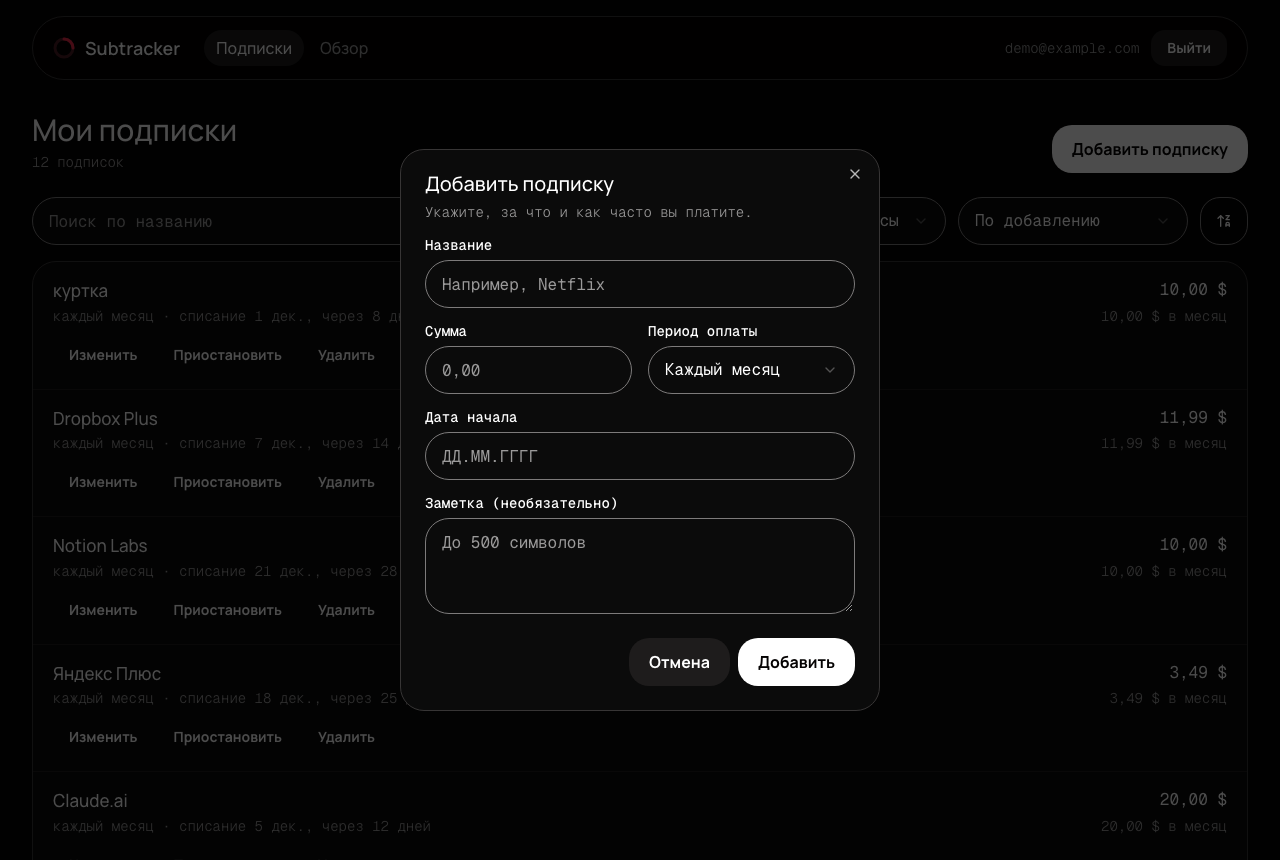 Subtracker Подписки Обзор demo@example.com Выйти
Мои подписки
12 подписок
Добавить подписку
Поиск по названию
сы
По добавлению
Добавить подписку
Укажите, за что и как часто вы платите.
Название
Например, Netflix
Сумма Период оплаты
0,00 Каждый месяц
Дата начала
ДД.ММ.ГГГГ
Заметка (необязательно)
До 500 символов
Отмена Добавить
куртка 10,00 $
каждый месяц · списание 1 дек., через 8 10,00 $ в месяц
Изменить Приостановить Удалить
Dropbox Plus 11,99 $
каждый месяц · списание 7 дек., через 14 11,99 $ в месяц
Изменить Приостановить Удалить
Notion Labs 10,00 $
каждый месяц · списание 21 дек., через 28 10,00 $ в месяц
Изменить Приостановить Удалить
Яндекс Плюс 3,49 $
каждый месяц · списание 18 дек., через 25 3,49 $ в месяц
Изменить Приостановить Удалить
Claude.ai 20,00 $
каждый месяц · списание 5 дек., через 12 дней 20,00 $ в месяц